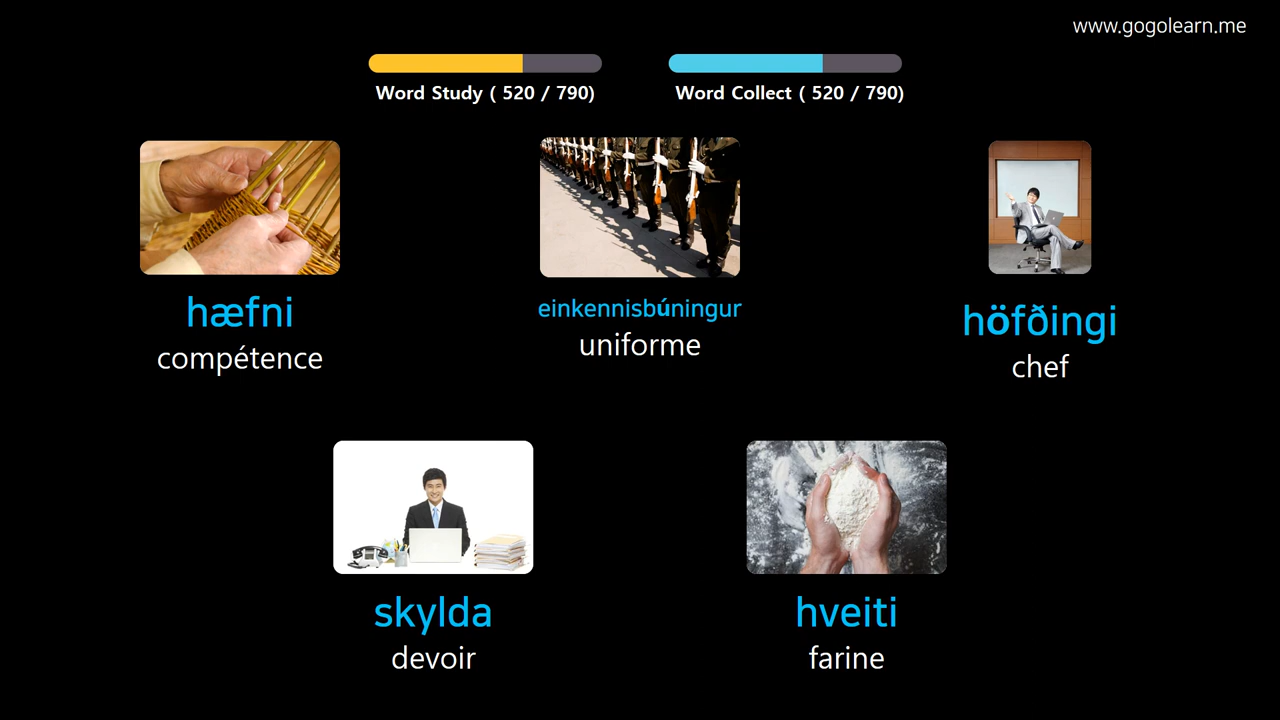 www.gogolearn.me
Word Study ( 520 / 790)
Word Collect ( 520 / 790)
hæfni
compétence
einkennisbúningur
uniforme
höfðingi
chef
skylda
devoir
hveiti
farine